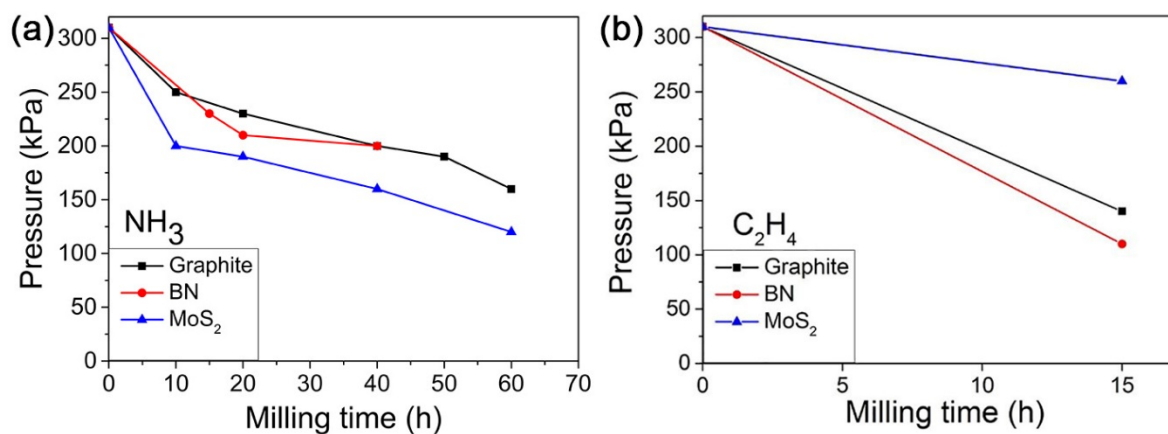 (a)
Pressure (kPa)
300
250
200
150
100
50
0
NH3
Graphite
BN
MoS2
0 10 20 30 40 50 60 70
Milling time (h)
(b)
Pressure (kPa)
300
250
200
150
100
50
0
C2H4
Graphite
BN
MoS2
0 5 10 15
Milling time (h)